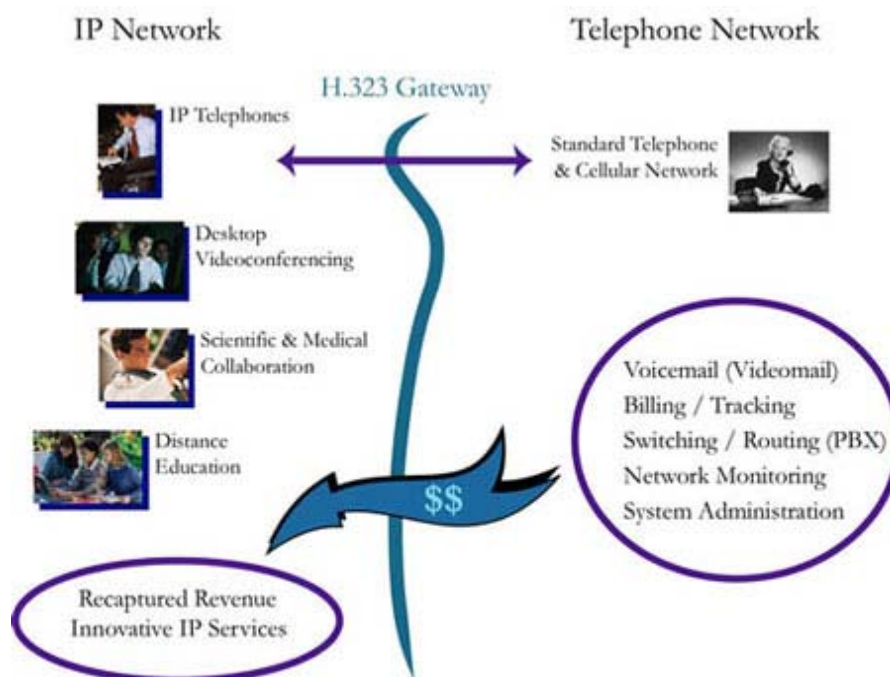 IP Network
Telephone Network
H.323 Gateway
IP Telephones
Standard Telephone
& Cellular Network
Desktop
Videoconferencing
Scientific & Medical
Collaboration
Distance
Education
Voicemail (Videomail)
Billing / Tracking
Switching / Routing (PBX)
Network Monitoring
System Administration
$$
Recaptured Revenue
Innovative IP Services